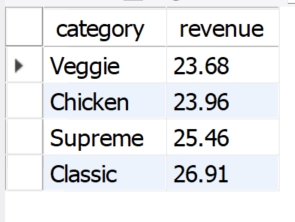 category revenue
Veggie 23.68
Chicken 23.96
Supreme 25.46
Classic 26.91